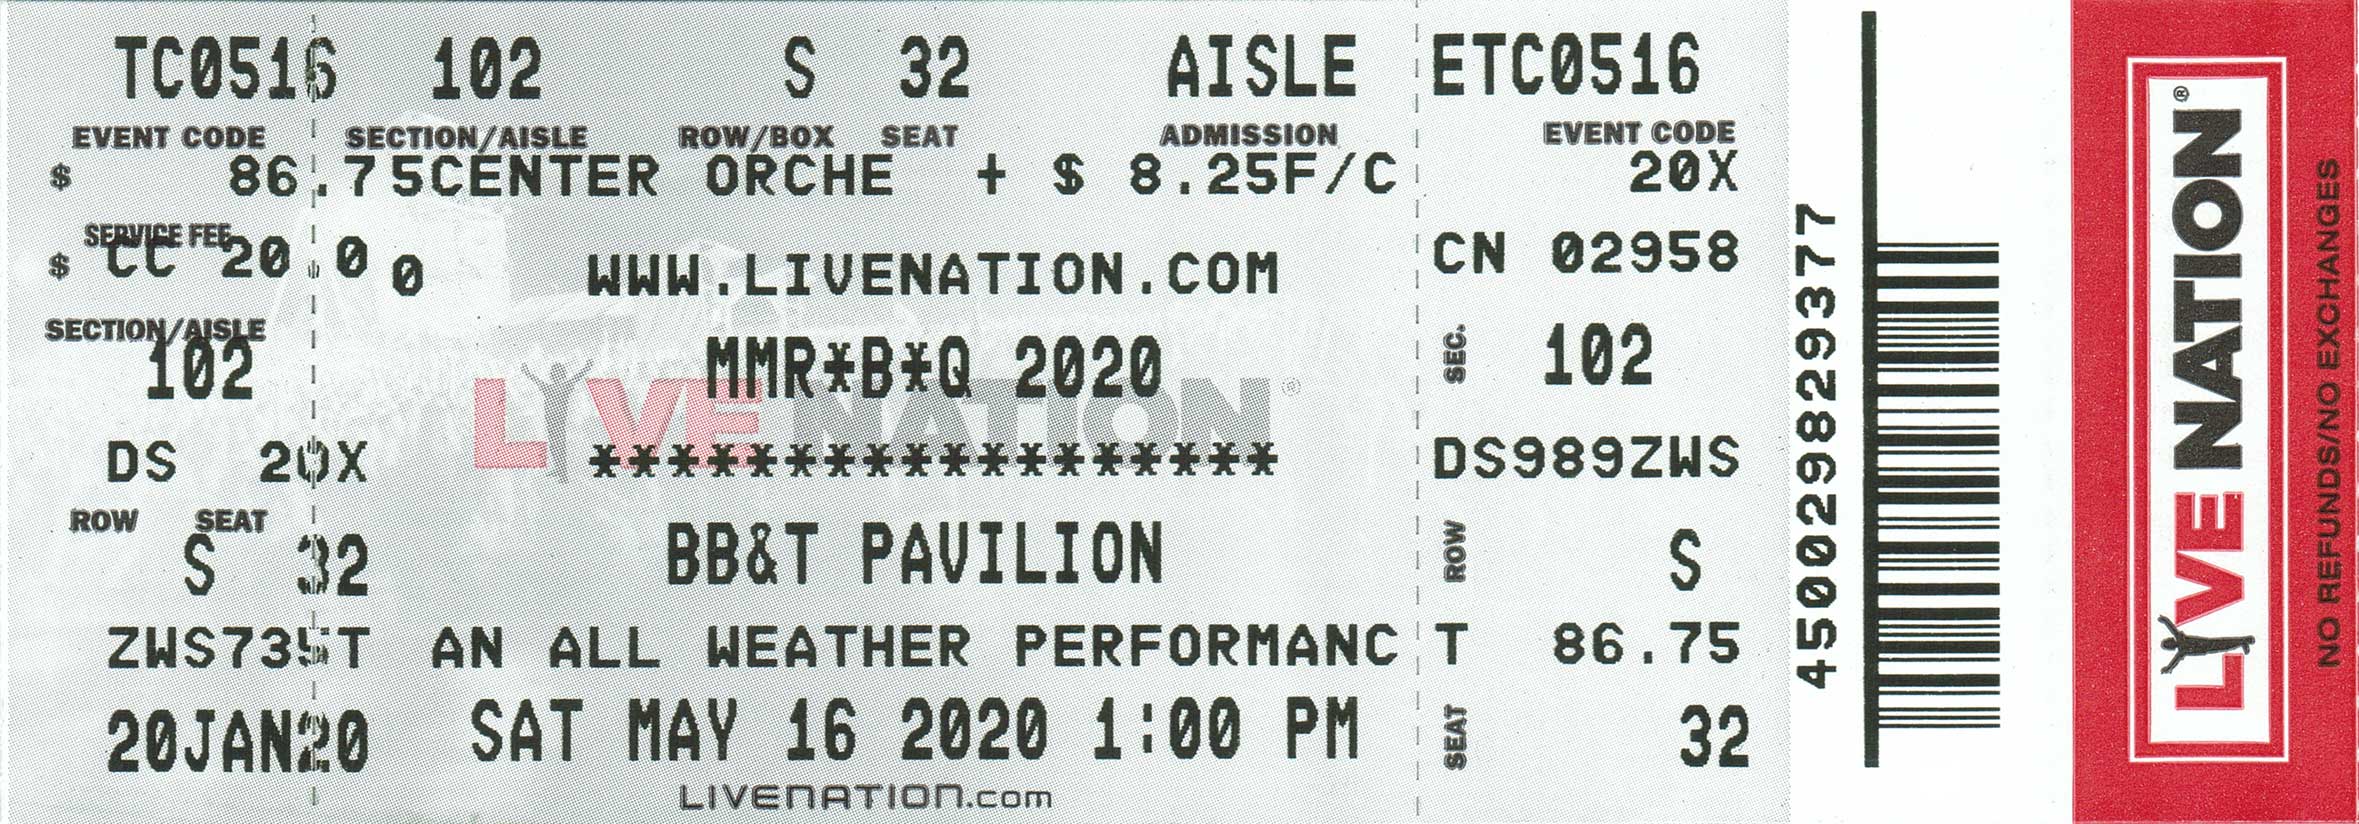 TC0516 102 S 32 AISLE ETC0516
EVENT CODE SECTION/AISLE ROW/BOX SEAT ADMISSION EVENT CODE
$ 86.75CENTER ORCHE + $ 8.25F/C 20X
SERVICE FEE
$ CC 20.00 WWW.LIVENATION.COM CN 02958
SECTION/AISLE
102 MMR*B*Q 2020 SEC. 102
LIVE NATION®
DS 20X ****************** DS989ZWS
ROW SEAT
S 32 BB&T PAVILION ROW S
ZWS735T AN ALL WEATHER PERFORMANC T 86.75
20JAN20 SAT MAY 16 2020 1:00 PM SEAT 32
LIVENATION.com
450029829377
LIVE NATION®
NO REFUNDS/NO EXCHANGES